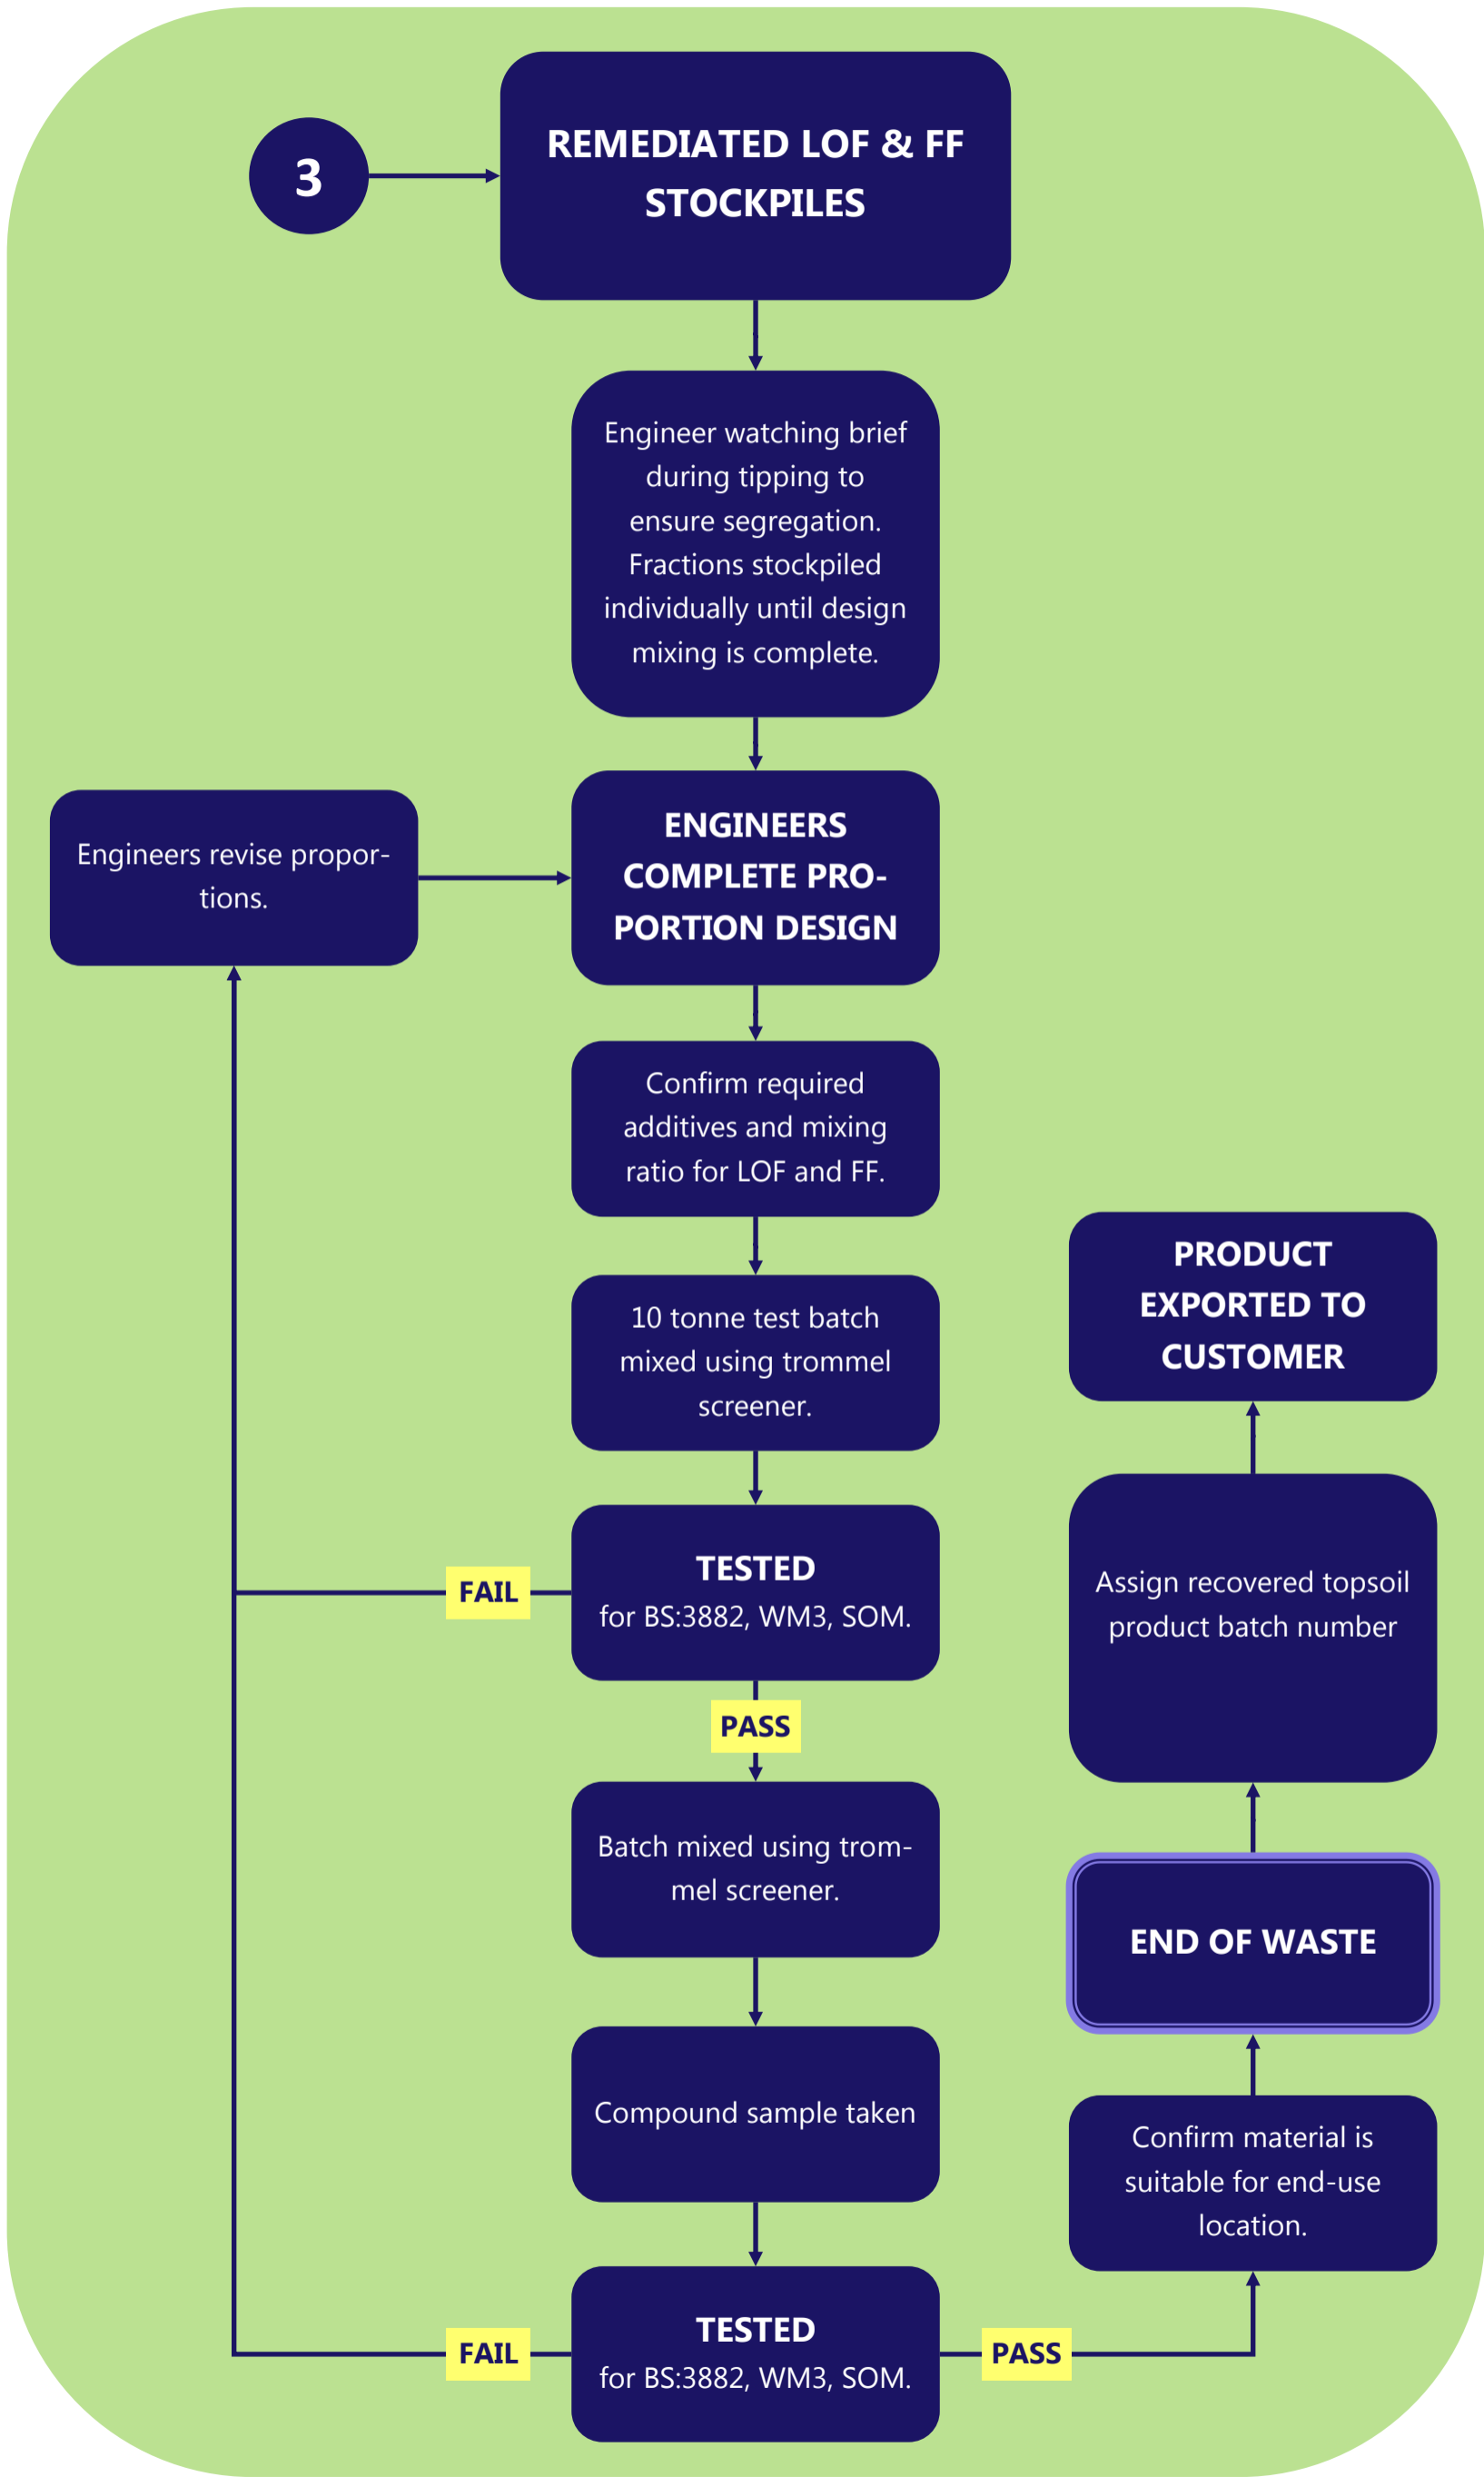 3
REMEDIATED LOF & FF
STOCKPILES
Engineer watching brief
during tipping to
ensure segregation.
Fractions stockpiled
individually until design
mixing is complete.
Engineers revise propor-
tions.
ENGINEERS
COMPLETE PRO-
PORTION DESIGN
Confirm required
additives and mixing
ratio for LOF and FF.
10 tonne test batch
mixed using trommel
screener.
TESTED
for BS:3882, WM3, SOM.
FAIL
PASS
Batch mixed using trom-
mel screener.
Compound sample taken
TESTED
for BS:3882, WM3, SOM.
FAIL
PASS
Confirm material is
suitable for end-use
location.
END OF WASTE
Assign recovered topsoil
product batch number
PRODUCT
EXPORTED TO
CUSTOMER